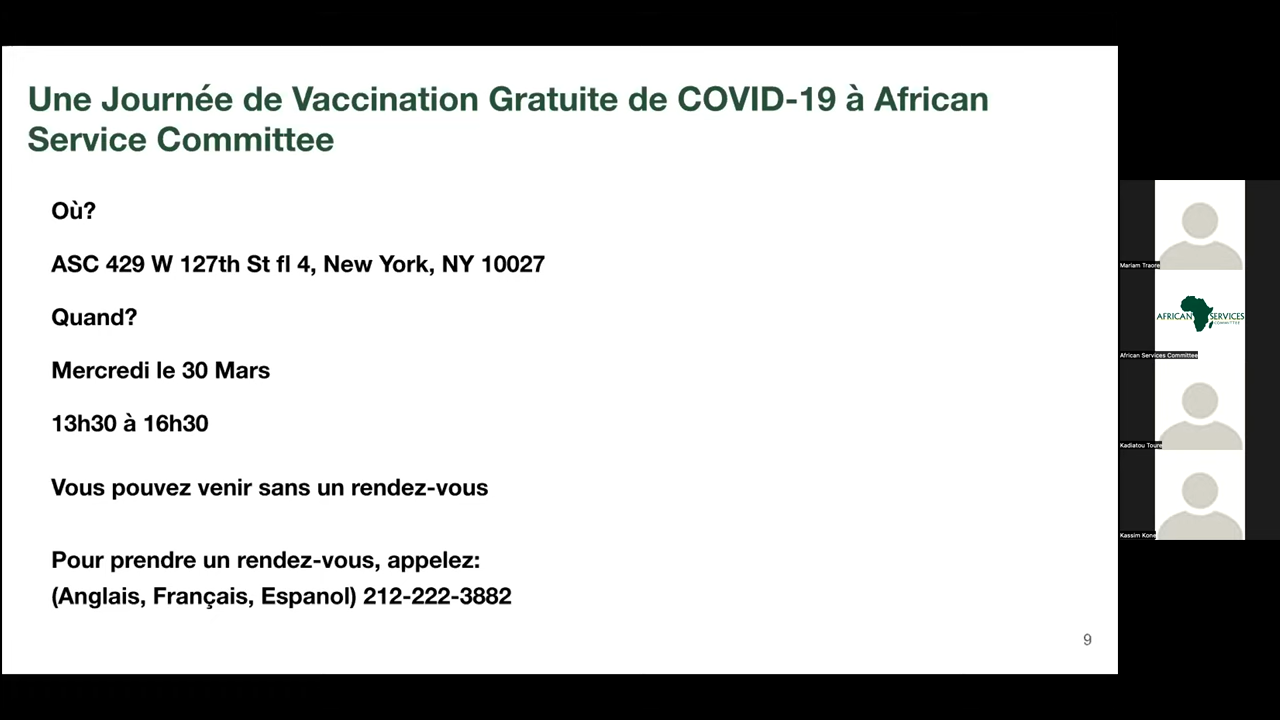 Une Journée de Vaccination Gratuite de COVID-19 à African
Service Committee
Où?
ASC 429 W 127th St fl 4, New York, NY 10027
Quand?
Mercredi le 30 Mars
13h30 à 16h30
Vous pouvez venir sans un rendez-vous
Pour prendre un rendez-vous, appelez:
(Anglais, Français, Espanol) 212-222-3882
9
Mariam Traore
AFRICAN SERVICES
COMMITTEE
African Services Committee
Kadiatou Toure
Kassim Kone